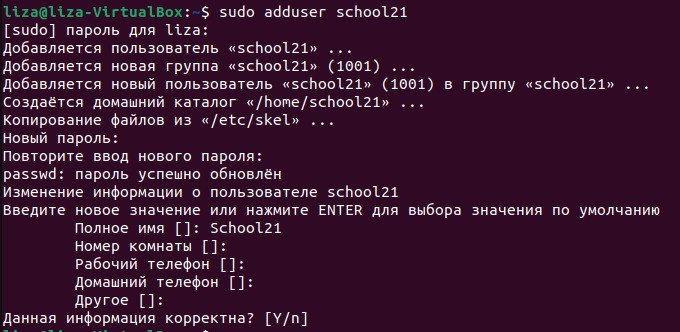 liza@liza-VirtualBox:~$ sudo adduser school21
[sudo] пароль для liza:
Добавляется пользователь «school21» ...
Добавляется новая группа «school21» (1001) ...
Добавляется новый пользователь «school21» (1001) в группу «school21» ...
Создаётся домашний каталог «/home/school21» ...
Копирование файлов из «/etc/skel» ...
Новый пароль:
Повторите ввод нового пароля:
passwd: пароль успешно обновлён
Изменение информации о пользователе school21
Введите новое значение или нажмите ENTER для выбора значения по умолчанию
Полное имя []: School21
Номер комнаты []:
Рабочий телефон []:
Домашний телефон []:
Другое []:
Данная информация корректна? [Y/n]